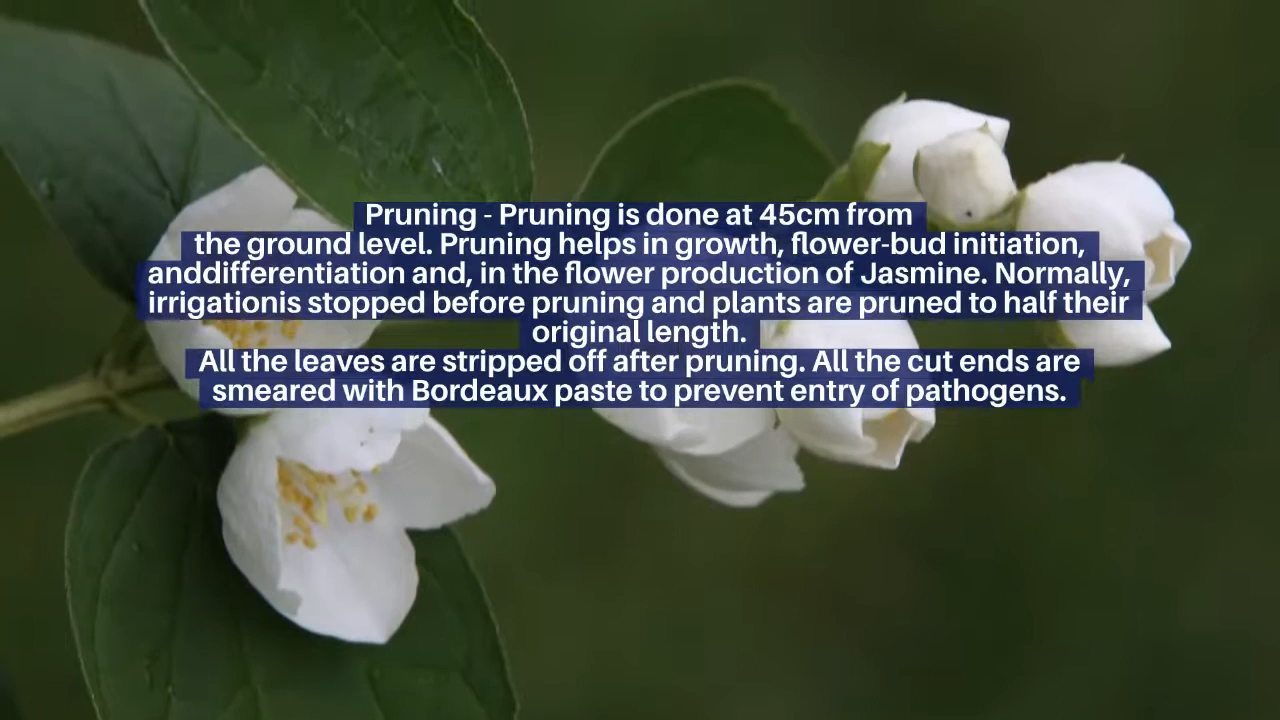 Pruning - Pruning is done at 45cm from
the ground level. Pruning helps in growth, flower-bud initiation,
anddifferentiation and, in the flower production of Jasmine. Normally,
irrigationis stopped before pruning and plants are pruned to half their
original length.
All the leaves are stripped off after pruning. All the cut ends are
smeared with Bordeaux paste to prevent entry of pathogens.